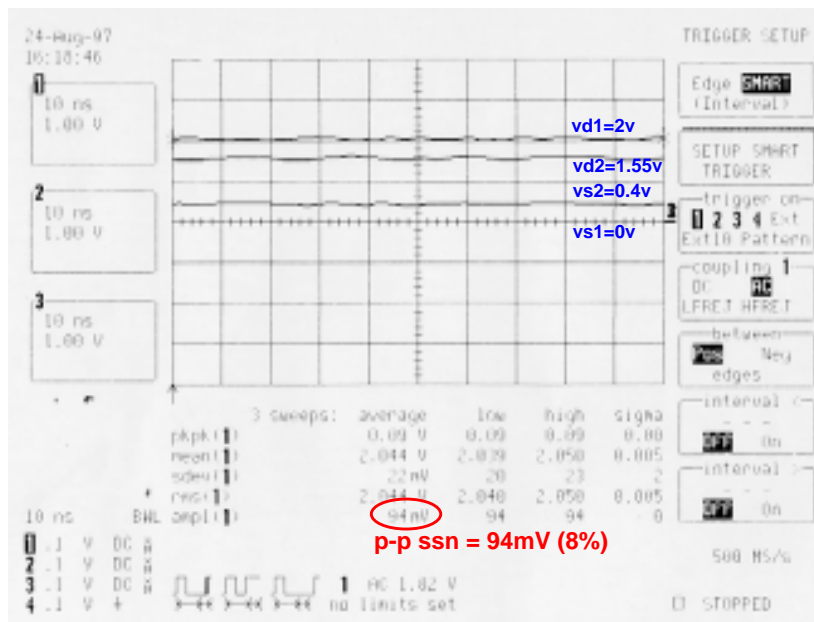 24-Aug-97
16:18:46
TRIGGER SETUP
1
10 ns
1.00 V
Edge SMART
(Interval)
vd1=2v
SETUP SMART
TRIGGER
vd2=1.55v
2
10 ns
1.00 V
vs2=0.4v
trigger on
1 2 3 4 Ext
Ext10 Pattern
vs1=0v
coupling 1
DC AC
LFREJ HFREJ
3
10 ns
1.00 V
between
Pos Neg
edges
3 sweeps: average low high sigma
pkpk(1) 0.09 V 0.09 0.09 0.00
mean(1) 2.044 V 2.039 2.050 0.005
sdev(1) 22 mV 20 23 2
rms(1) 2.044 V 2.040 2.050 0.005
ampl(1) 94 mV 94 94 0
interval <
- - -
OFF On
interval >
- - -
OFF On
10 ns BWL
p-p ssn = 94mV (8%)
1 .1 V DC
2 .1 V DC
3 .1 V DC
4 .1 V
1 AC 1.82 V
no limits set
500 MS/s
STOPPED